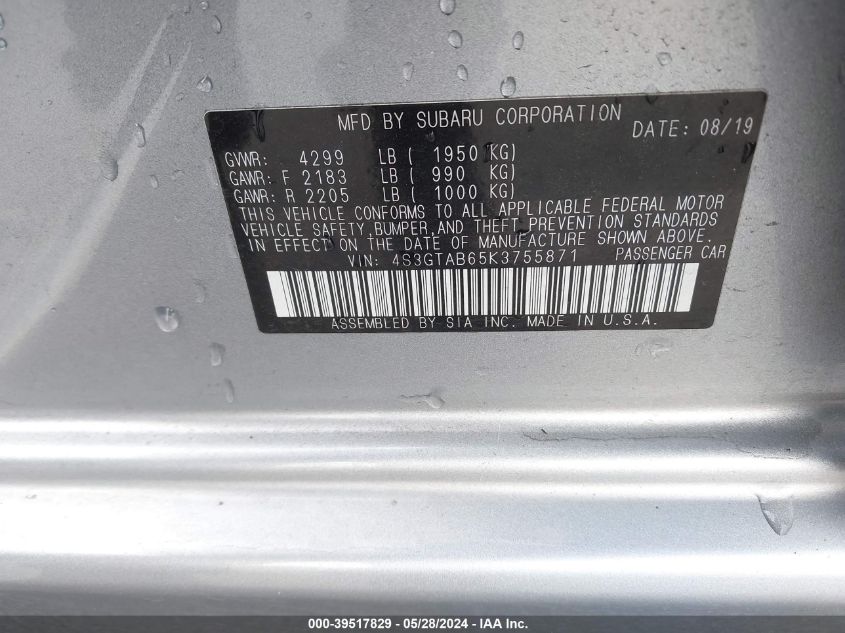 MFD BY SUBARU CORPORATION DATE: 08/19
GVWR: 4299 LB ( 1950 KG)
GAWR: F 2183 LB ( 990 KG)
GAWR: R 2205 LB ( 1000 KG)
THIS VEHICLE CONFORMS TO ALL APPLICABLE FEDERAL MOTOR
VEHICLE SAFETY, BUMPER, AND THEFT PREVENTION STANDARDS
IN EFFECT ON THE DATE OF MANUFACTURE SHOWN ABOVE.
VIN: 4S3GTAB65K3755871 PASSENGER CAR
ASSEMBLED BY SIA INC. MADE IN U.S.A.
000-39517829 - 05/28/2024 - IAA Inc.